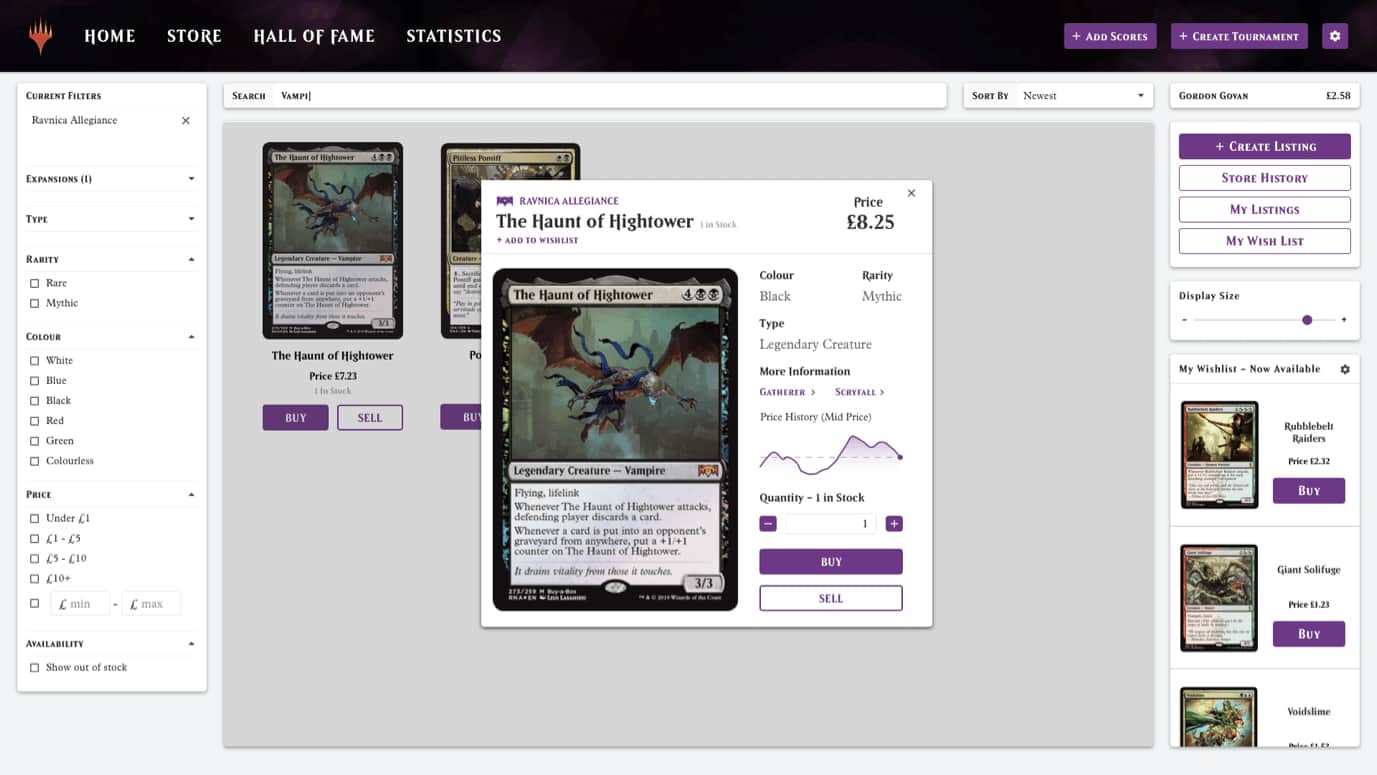 HOME
STORE
HALL OF FAME
STATISTICS
+ Add Scores
+ Create Tournament
Current Filters
Ravnica Allegiance
Expansions (1)
Type
Rarity
Rare
Mythic
Colour
White
Blue
Black
Red
Green
Colourless
Price
Under £1
£1 - £5
£5 - £10
£10+
£ min - £ max
Availability
Show out of stock
Search Vampi
Sort By Newest
The Haunt of Hightower 4
Legendary Creature — Vampire
Flying, lifelink
Whenever The Haunt of Hightower attacks,
defending player discards a card.
Whenever a card is put into an opponent's
graveyard from anywhere, put a +1/+1
counter on The Haunt of Hightower.
It drains vitality from those it touches.
3/3
The Haunt of Hightower
Price £7.23
1 In Stock
BUY
SELL
Pitiless Pontiff
Creature
Po
BUY
RAVNICA ALLEGIANCE
The Haunt of Hightower 1 in Stock
+ ADD TO WISHLIST
Price
£8.25
The Haunt of Hightower 4
Legendary Creature — Vampire
Flying, lifelink
Whenever The Haunt of Hightower attacks,
defending player discards a card.
Whenever a card is put into an opponent's
graveyard from anywhere, put a +1/+1
counter on The Haunt of Hightower.
It drains vitality from those it touches.
3/3
273/259 M Buy-a-Box
RNA • EN
™ & © 2019 Wizards of the Coast
Colour
Black
Rarity
Mythic
Type
Legendary Creature
More Information
Gatherer >
Scryfall >
Price History (Mid Price)
Quantity – 1 in Stock
1
BUY
SELL
Gordon Govan £2.58
+ Create Listing
Store History
My Listings
My Wish List
Display Size
- +
My Wishlist – Now Available
Rubblebelt Raiders
Rubblebelt
Raiders
Price £2.32
Buy
Giant Solifuge
Giant Solifuge
Price £1.23
Buy
Voidslime
Voidslime